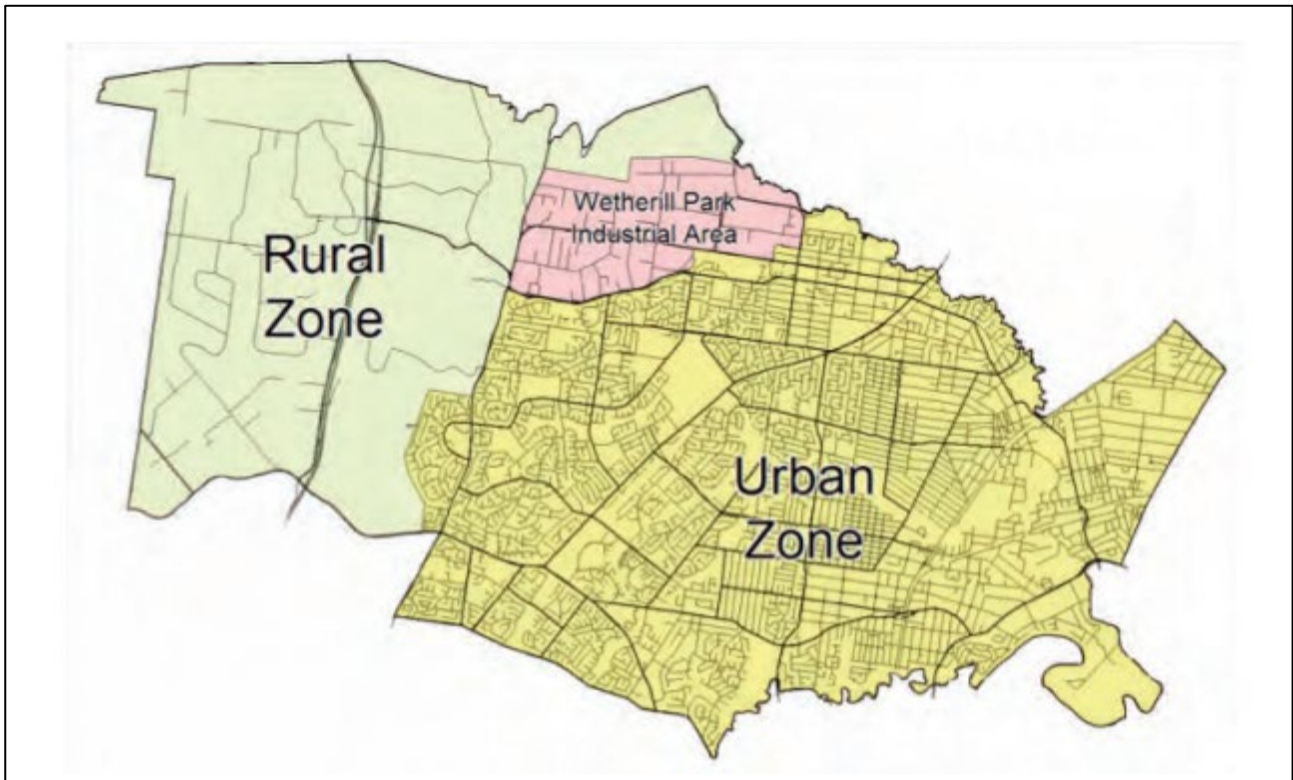 Wetherill Park
Industrial Area
Rural
Zone
Urban
Zone